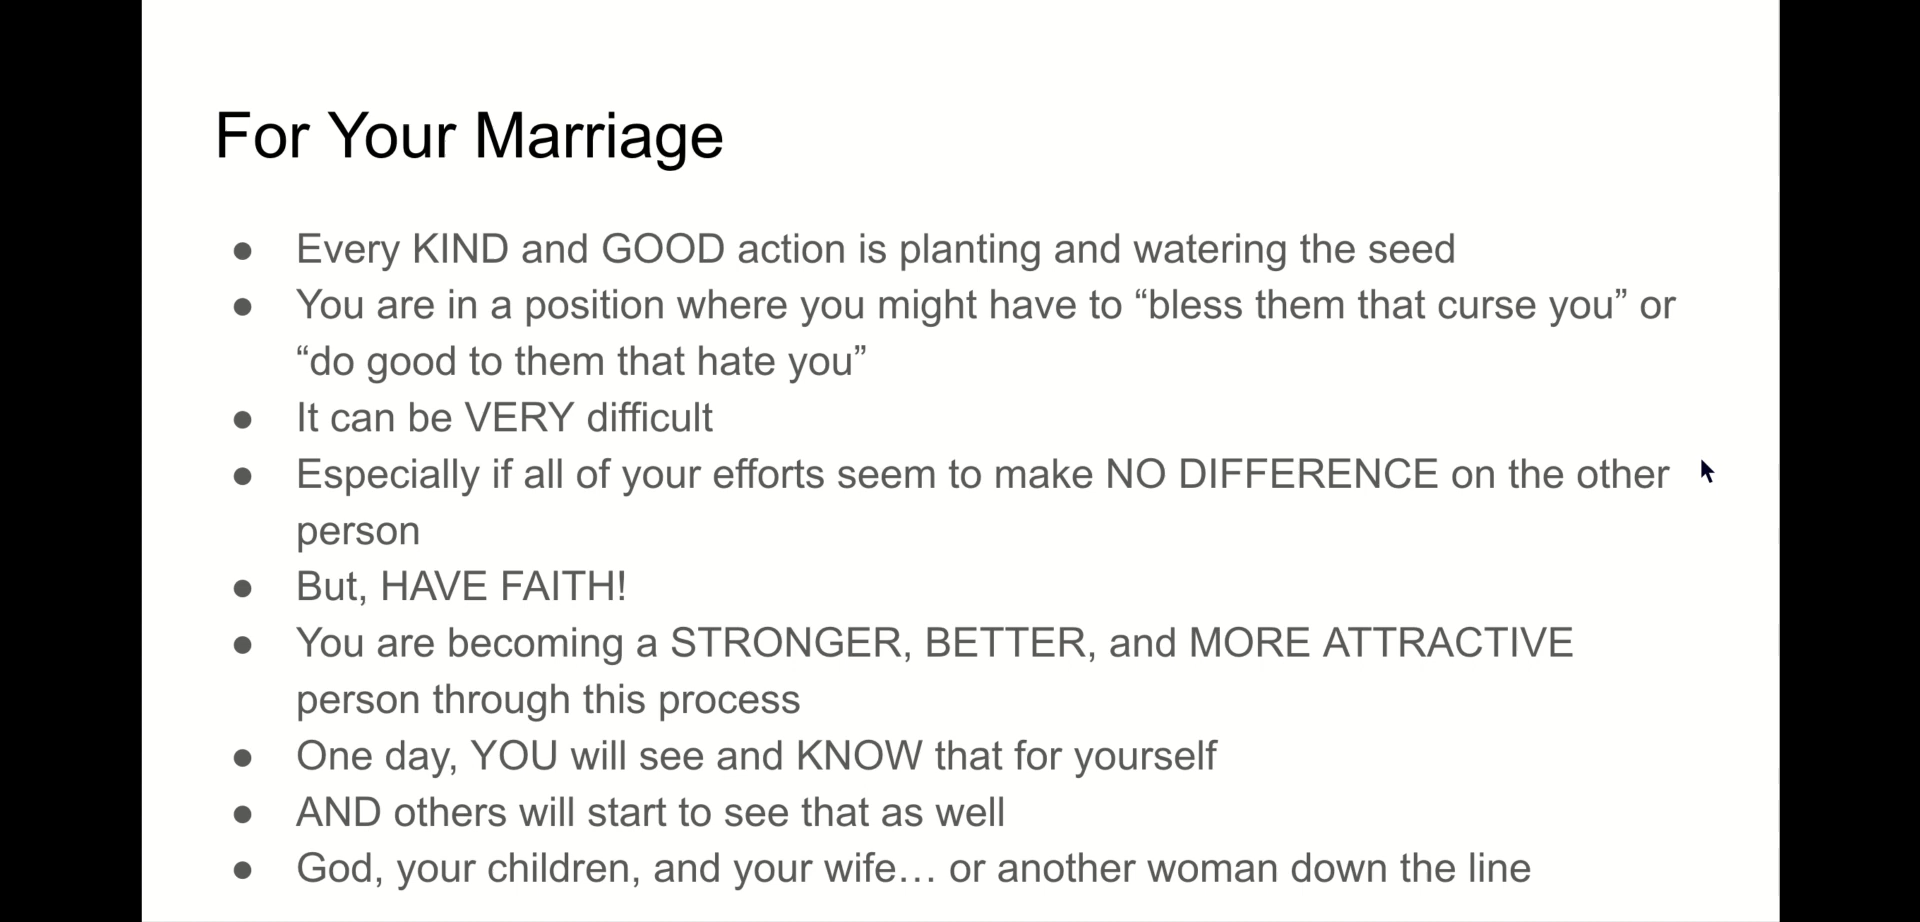 For Your Marriage
● Every KIND and GOOD action is planting and watering the seed
● You are in a position where you might have to “bless them that curse you” or
“do good to them that hate you”
● It can be VERY difficult
● Especially if all of your efforts seem to make NO DIFFERENCE on the other
person
● But, HAVE FAITH!
● You are becoming a STRONGER, BETTER, and MORE ATTRACTIVE
person through this process
● One day, YOU will see and KNOW that for yourself
● AND others will start to see that as well
● God, your children, and your wife… or another woman down the line